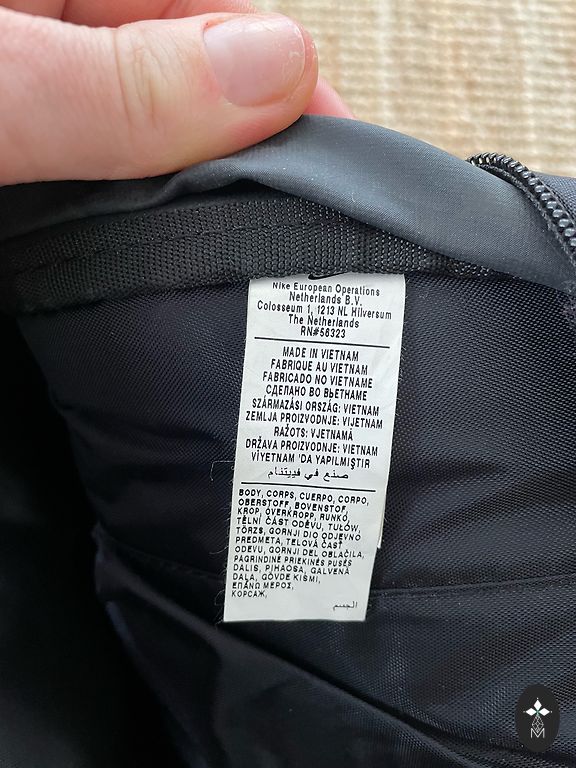 Nike European Operations
Netherlands B.V.
Colosseum 1, 1213 NL Hilversum
The Netherlands
RN#56323
MADE IN VIETNAM
FABRIQUE AU VIETNAM
FABRICADO NO VIETNAME
СДЕЛАНО ВО ВЬЕТНАМЕ
SZÁRMAZÁSI ORSZÁG: VIETNAM
ZEMLJA PROIZVODNJE: VIJETNAM
RAŽOTS: VJETNAMĀ
DRŽAVA PROIZVODNJE: VIETNAM
VİYETNAM 'DA YAPILMIŞTIR
صنع في فيتنام
BODY, CORPS, CUERPO, CORPO,
OBERSTOFF, BOVENSTOF,
KROP, ÖVERKROPP, RUNKO,
TĚLNÍ ČÁST ODĚVU, TUŁÓW,
TÖRZS, GORNJI DIO ODJEVNO
PREDMETA, TELOVÁ ČASŤ
ODEVU, GORNJI DEL OBLAČILA,
PAGRINDINĖ PRIEKINĖS PUSĖS
DALIS, PIHAOSA, GALVENĀ
DAĻA, GÖVDE KISMI,
ΕΠΑΝΩ ΜΕΡΟΣ,
КОРСАЖ,
الجسم
M